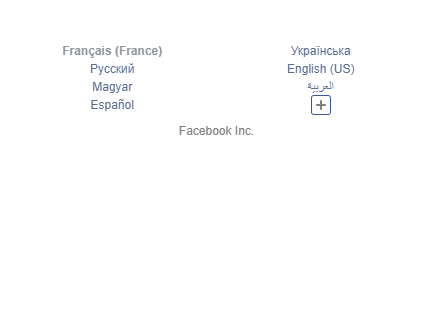 Français (France)
Українська
Русский
English (US)
Magyar
العربية
Español
Facebook Inc.